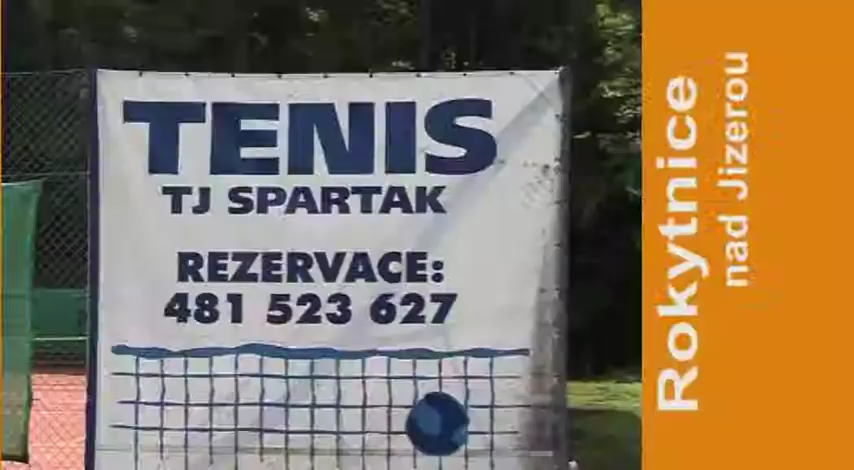 TENIS
TJ SPARTAK
REZERVACE:
481 523 627
Rokytnice
nad Jizerou